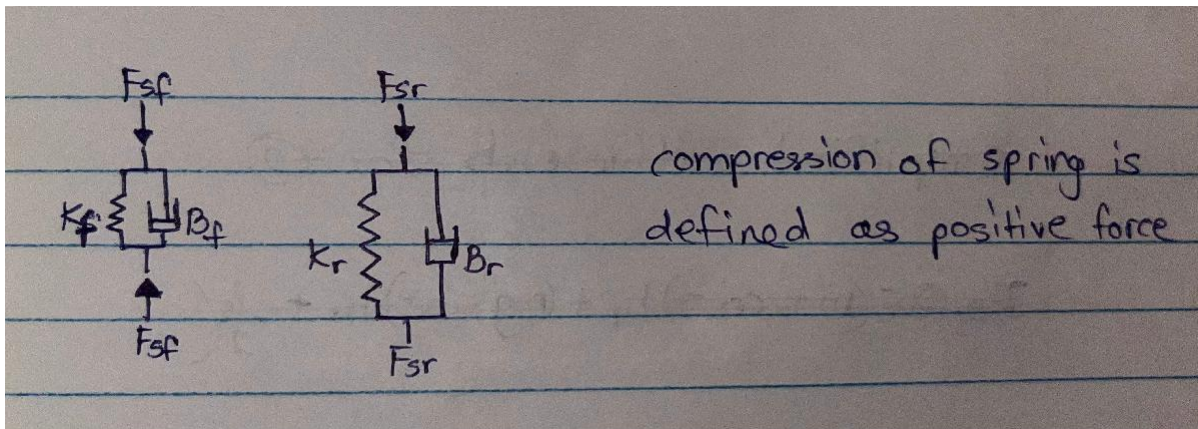 Fsf
Fsr
compression of spring is
Kf
Bf
defined as positive force
Kr
Br
Fsf
Fsr